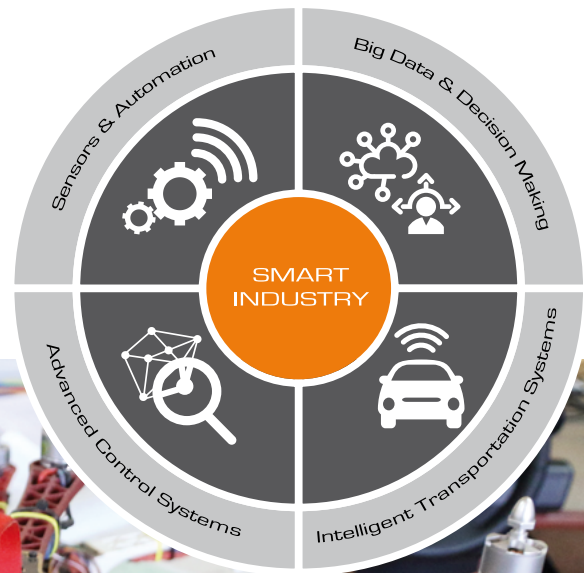 Sensors & Automation
Big Data & Decision Making
SMART
INDUSTRY
Advanced Control Systems
Intelligent Transportation Systems